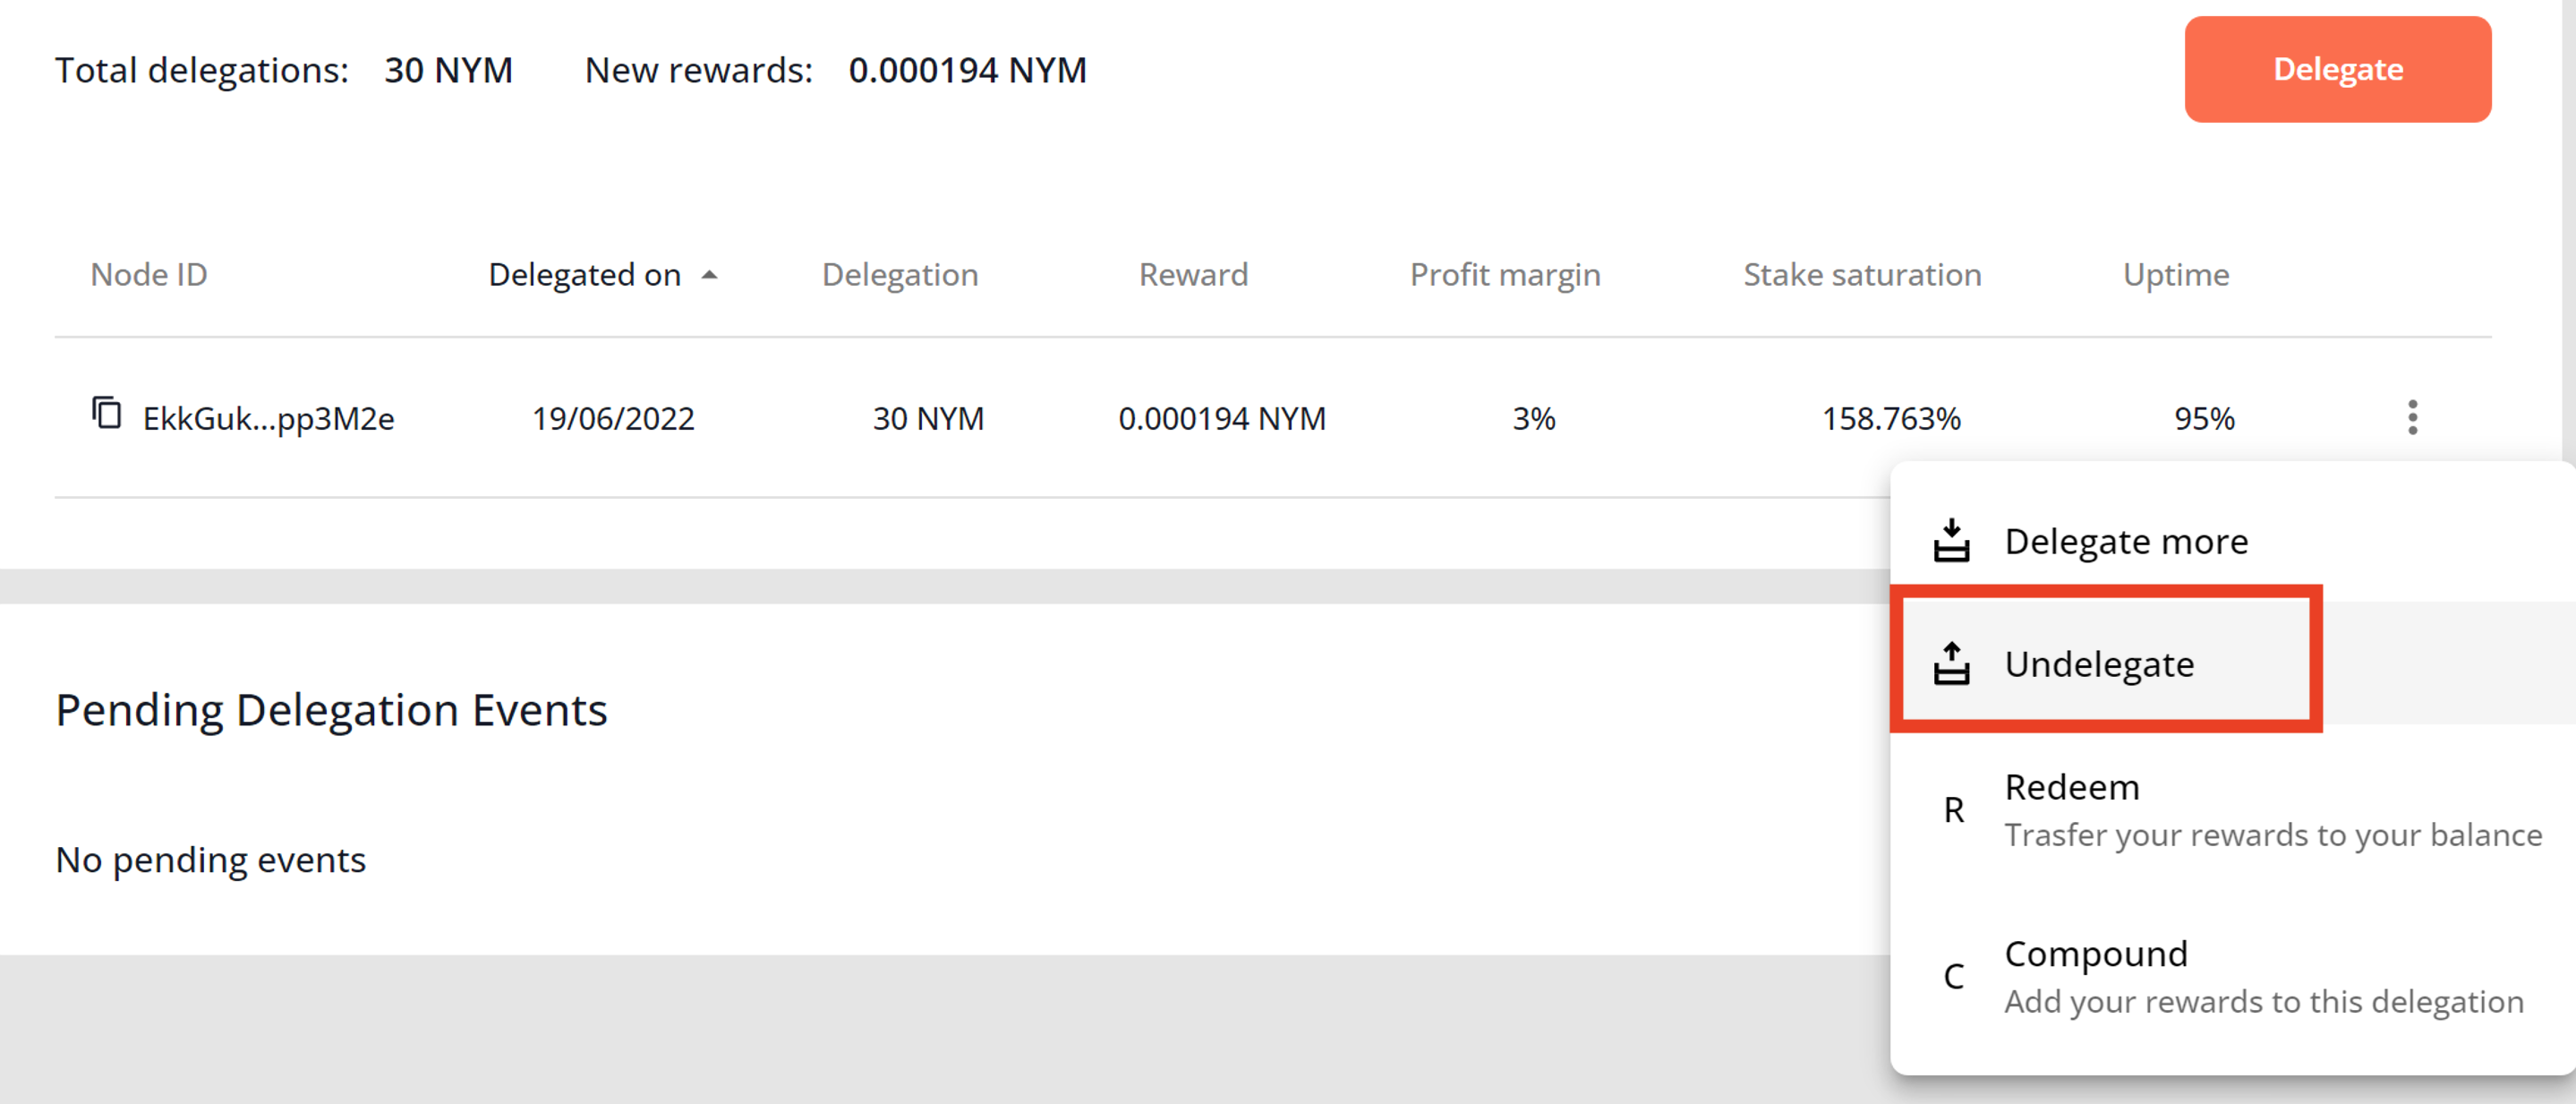 Total delegations: 30 NYM New rewards: 0.000194 NYM Delegate
Node ID Delegated on Delegation Reward Profit margin Stake saturation Uptime
EkkGuk...pp3M2e 19/06/2022 30 NYM 0.000194 NYM 3% 158.763% 95%
Delegate more
Undelegate
R Redeem
Trasfer your rewards to your balance
C Compound
Add your rewards to this delegation
Pending Delegation Events
No pending events